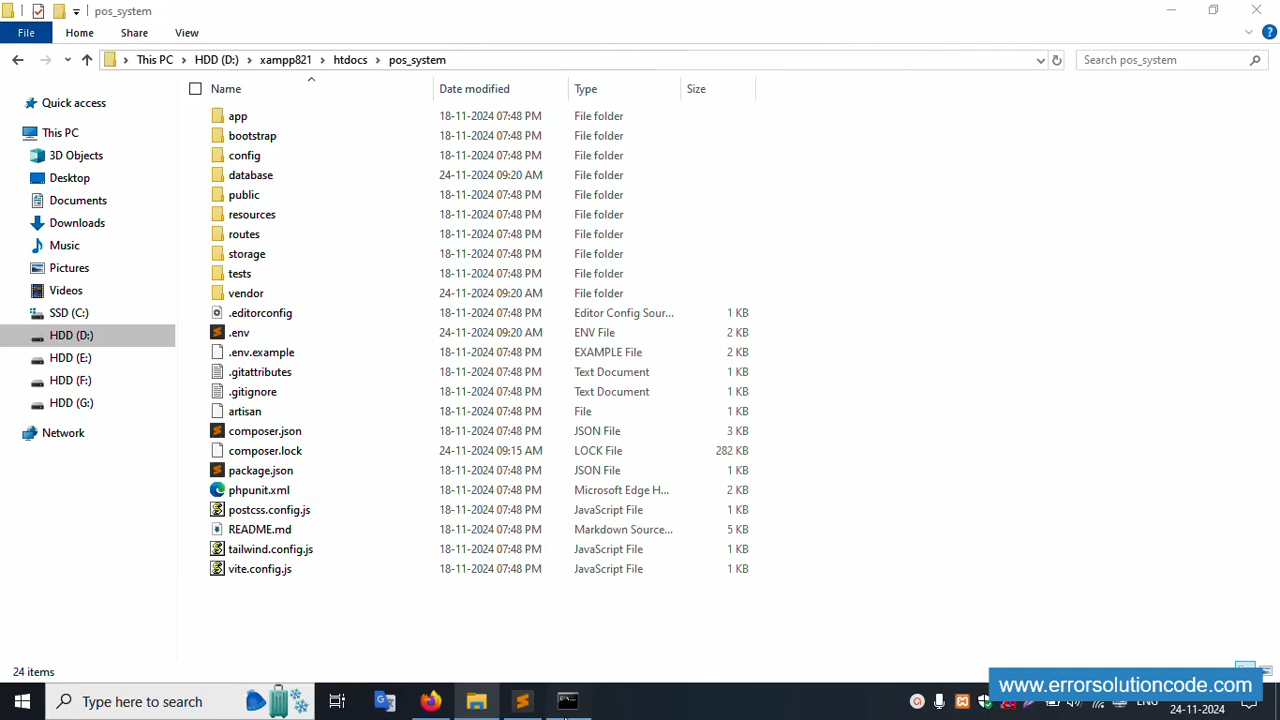 pos_system
File Home Share View
This PC HDD (D:) xampp821 htdocs pos_system Search pos_system
Name Date modified Type Size
Quick access
This PC
3D Objects
Desktop
Documents
Downloads
Music
Pictures
Videos
SSD (C:)
HDD (D:)
HDD (E:)
HDD (F:)
HDD (G:)
Network
app 18-11-2024 07:48 PM File folder
bootstrap 18-11-2024 07:48 PM File folder
config 18-11-2024 07:48 PM File folder
database 24-11-2024 09:20 AM File folder
public 18-11-2024 07:48 PM File folder
resources 18-11-2024 07:48 PM File folder
routes 18-11-2024 07:48 PM File folder
storage 18-11-2024 07:48 PM File folder
tests 18-11-2024 07:48 PM File folder
vendor 24-11-2024 09:20 AM File folder
.editorconfig 18-11-2024 07:48 PM Editor Config Sour... 1 KB
.env 24-11-2024 09:20 AM ENV File 2 KB
.env.example 18-11-2024 07:48 PM EXAMPLE File 2 KB
.gitattributes 18-11-2024 07:48 PM Text Document 1 KB
.gitignore 18-11-2024 07:48 PM Text Document 1 KB
artisan 18-11-2024 07:48 PM File 1 KB
composer.json 18-11-2024 07:48 PM JSON File 3 KB
composer.lock 24-11-2024 09:15 AM LOCK File 282 KB
package.json 18-11-2024 07:48 PM JSON File 1 KB
phpunit.xml 18-11-2024 07:48 PM Microsoft Edge H... 2 KB
postcss.config.js 18-11-2024 07:48 PM JavaScript File 1 KB
README.md 18-11-2024 07:48 PM Markdown Source... 5 KB
tailwind.config.js 18-11-2024 07:48 PM JavaScript File 1 KB
vite.config.js 18-11-2024 07:48 PM JavaScript File 1 KB
24 items
www.errorsolutioncode.com
Type here to search
ENG
24-11-2024